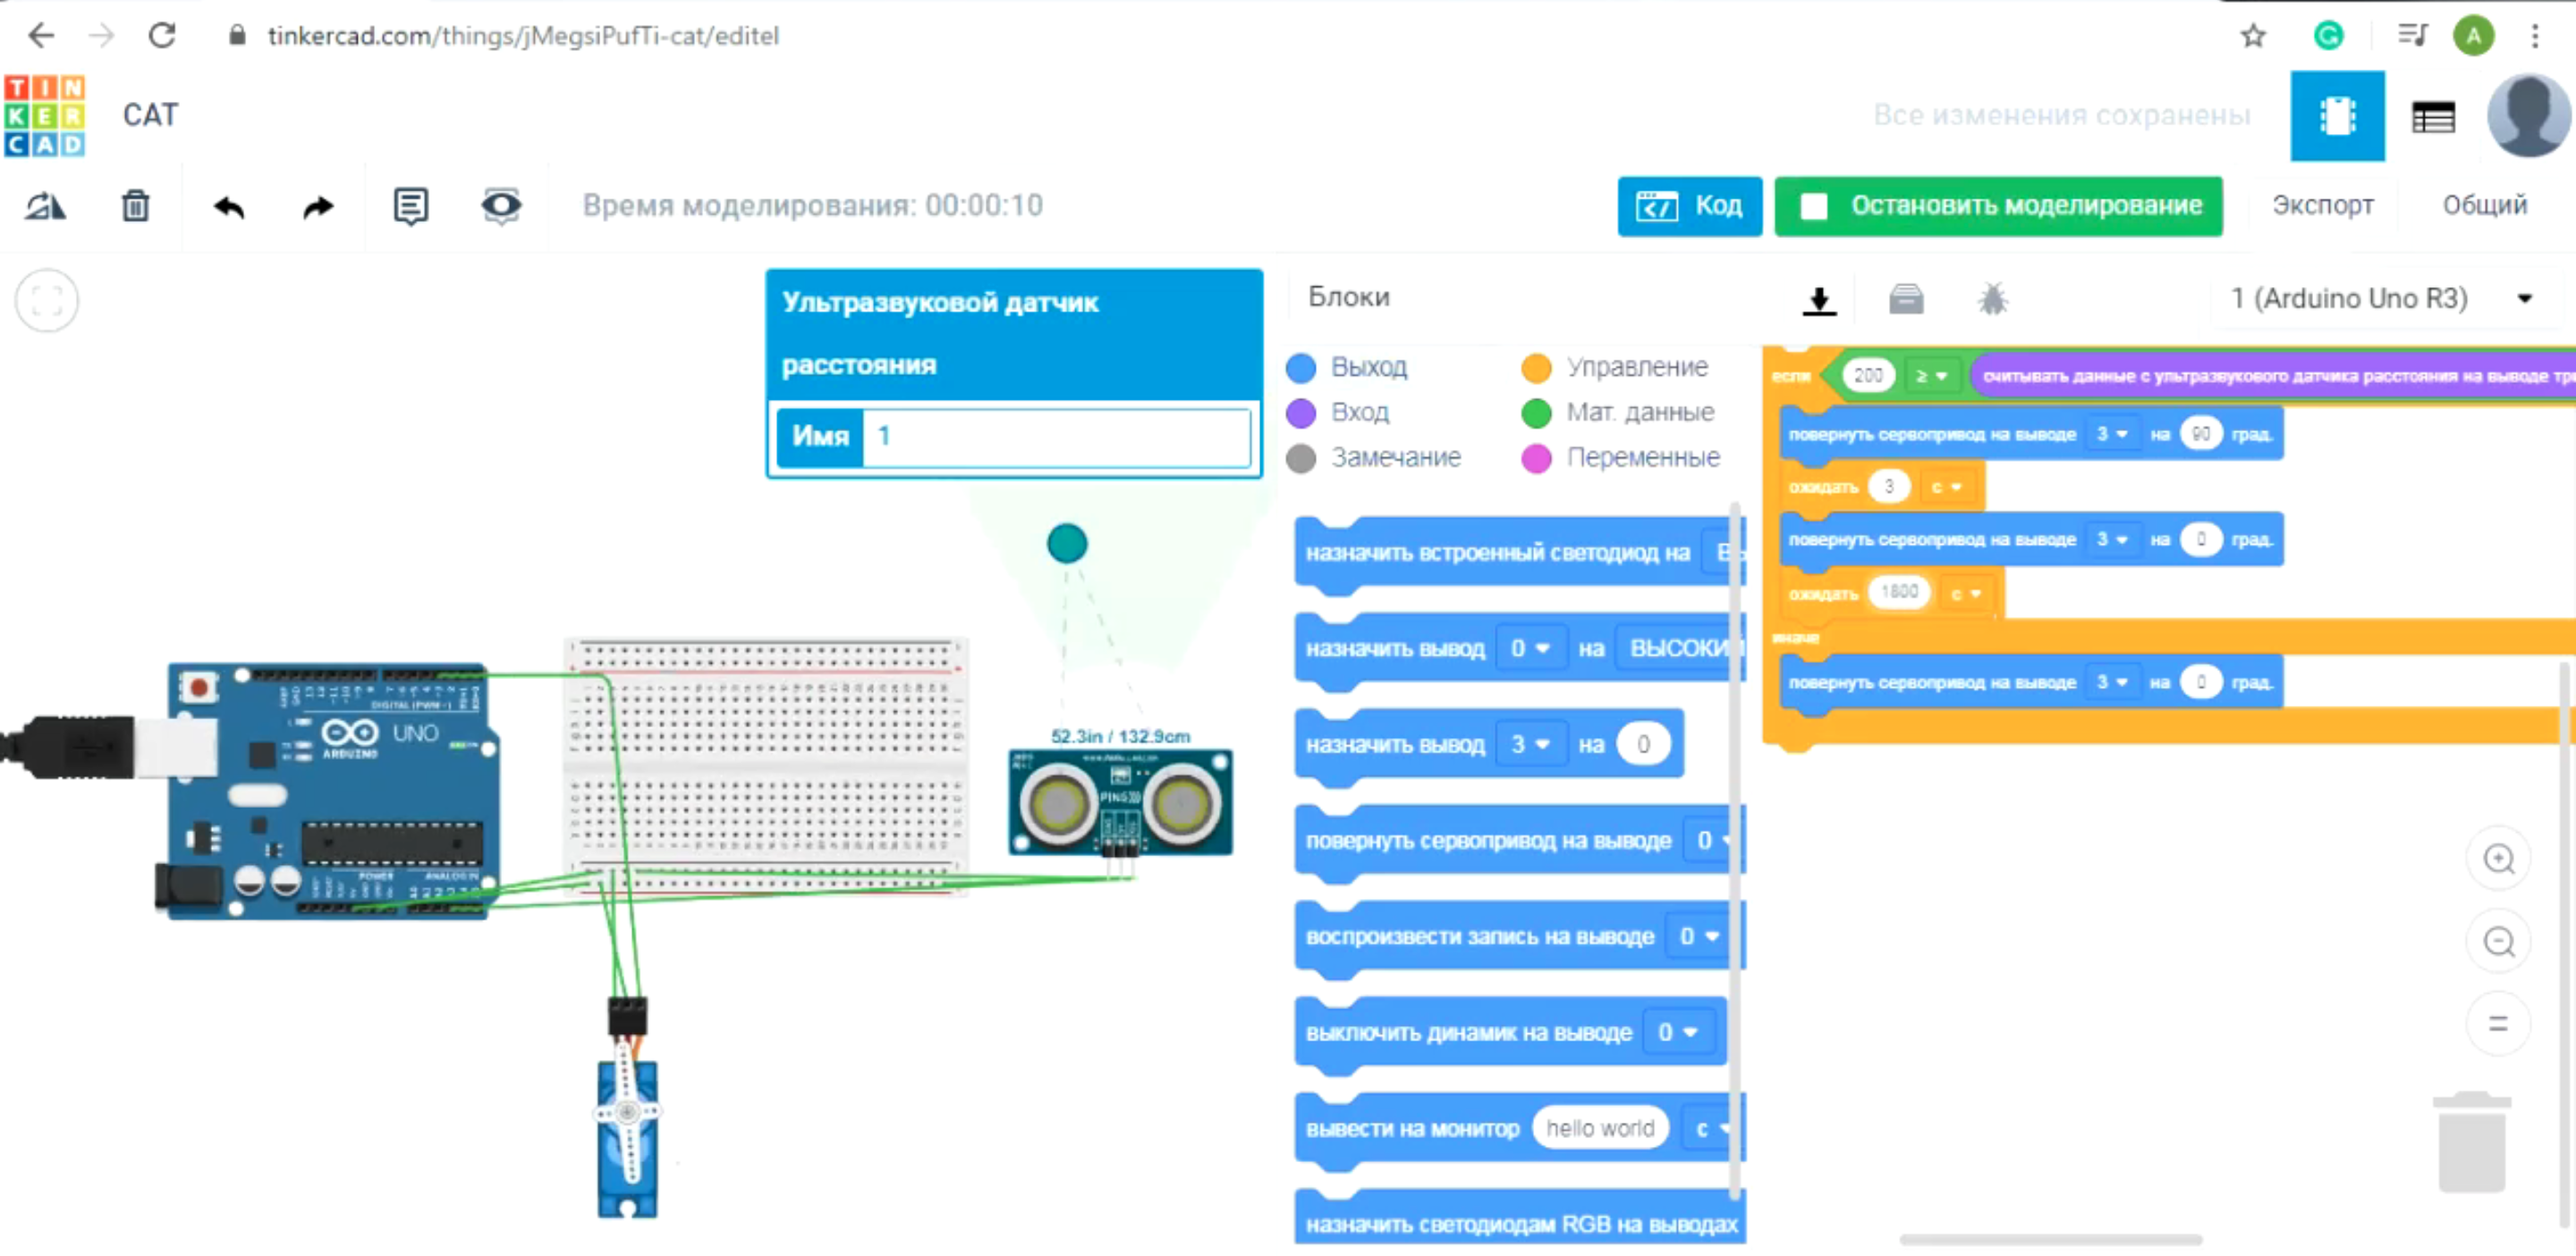 tinkercad.com/things/jMegsiPufTi-cat/editel
A
TIN
KER
CAD
CAT
Все изменения сохранены
Время моделирования: 00:00:10
Код
Остановить моделирование
Экспорт
Общий
Ультразвуковой датчик
расстояния
Имя 1
Блоки
1 (Arduino Uno R3)
Выход
Управление
Вход
Мат. данные
Замечание
Переменные
назначить встроенный светодиод на
назначить вывод 0 на ВЫСОКИ
назначить вывод 3 на 0
повернуть сервопривод на выводе 0
воспроизвести запись на выводе 0
выключить динамик на выводе 0
вывести на монитор hello world с
назначить светодиодам RGB на выводах
если 200 ≥ считывать данные с ультразвукового датчика расстояния на выводе тр
повернуть сервопривод на выводе 3 на 90 град.
ожидать 3 с
повернуть сервопривод на выводе 3 на 0 град.
ожидать 1800 с
иначе
повернуть сервопривод на выводе 3 на 0 град.
DIGITAL (PWM~)
UNO
ARDUINO
POWER
ANALOG IN
52.3in / 132.9cm